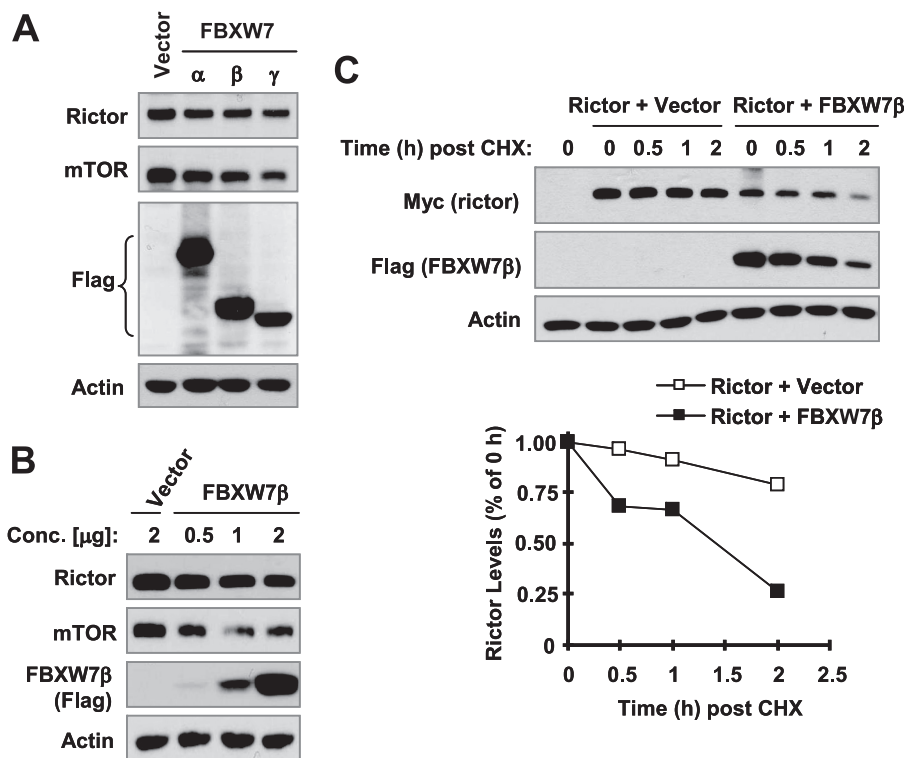 A
Vector
FBXW7
α β γ
Rictor
mTOR
Flag
Actin
B
Vector
FBXW7β
Conc. [μg]: 2 0.5 1 2
Rictor
mTOR
FBXW7β
(Flag)
Actin
C
Rictor + Vector Rictor + FBXW7β
Time (h) post CHX: 0 0 0.5 1 2 0 0.5 1 2
Myc (rictor)
Flag (FBXW7β)
Actin
Rictor + Vector
Rictor + FBXW7β
Rictor Levels (% of 0 h)
1.00
0.75
0.50
0.25
0
0 0.5 1 1.5 2 2.5
Time (h) post CHX